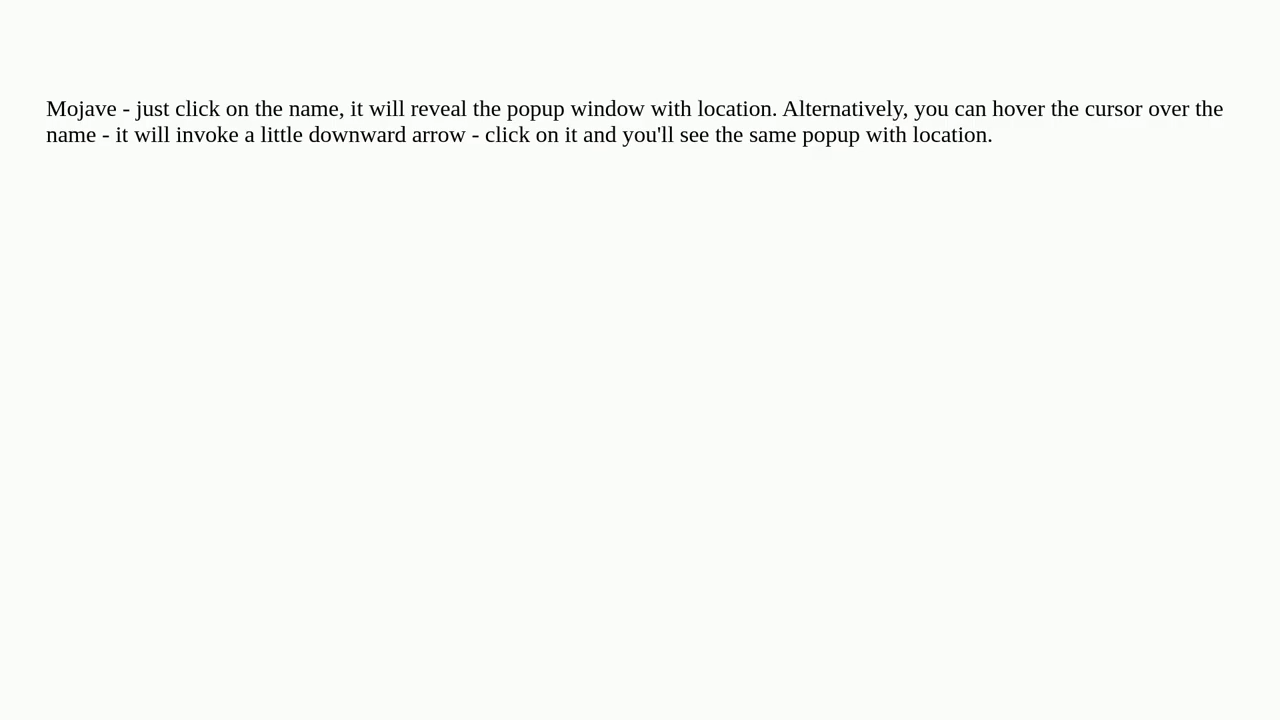 Mojave - just click on the name, it will reveal the popup window with location. Alternatively, you can hover the cursor over the
name - it will invoke a little downward arrow - click on it and you'll see the same popup with location.